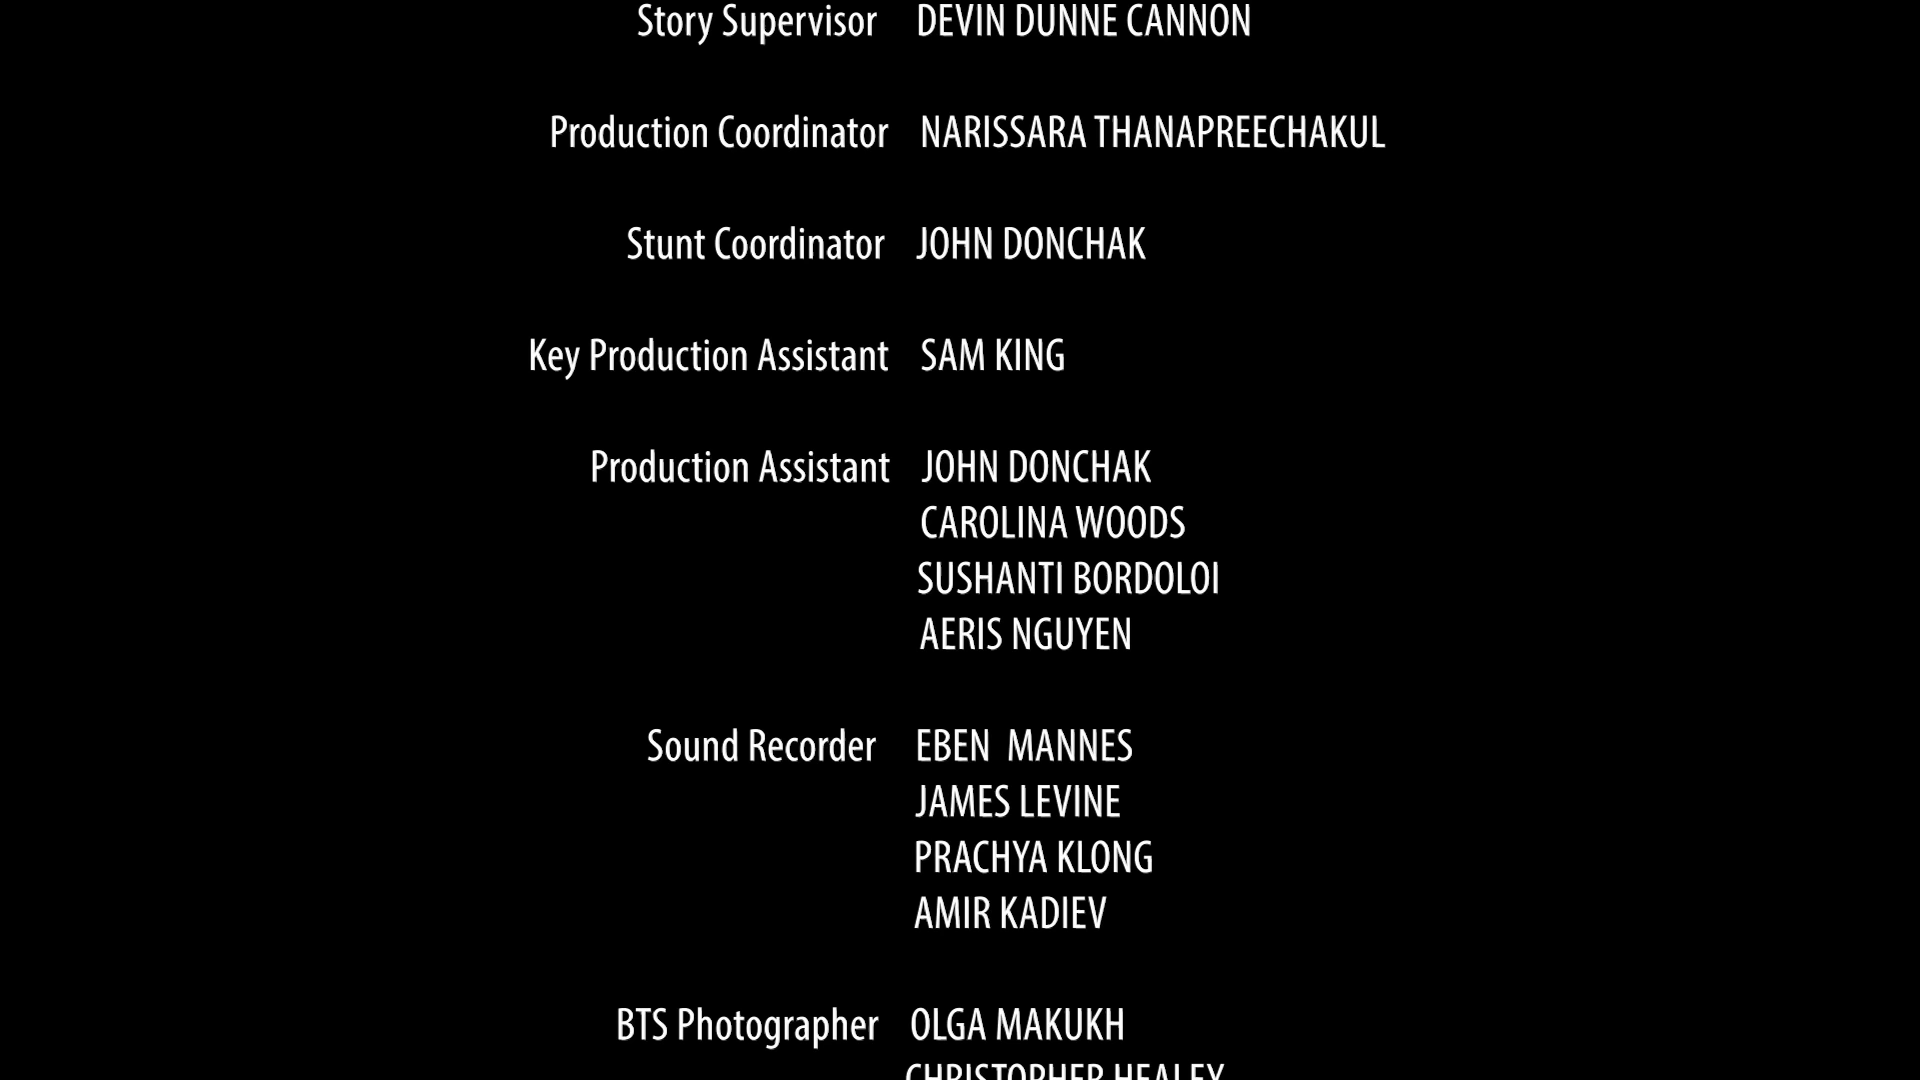 Story Supervisor DEVIN DUNNE CANNON
Production Coordinator NARISSARA THANAPREECHAKUL
Stunt Coordinator JOHN DONCHAK
Key Production Assistant SAM KING
Production Assistant JOHN DONCHAK
CAROLINA WOODS
SUSHANTI BORDOLOI
AERIS NGUYEN
Sound Recorder EBEN MANNES
JAMES LEVINE
PRACHYA KLONG
AMIR KADIEV
BTS Photographer OLGA MAKUKH
CHRISTOPHER HEALEY